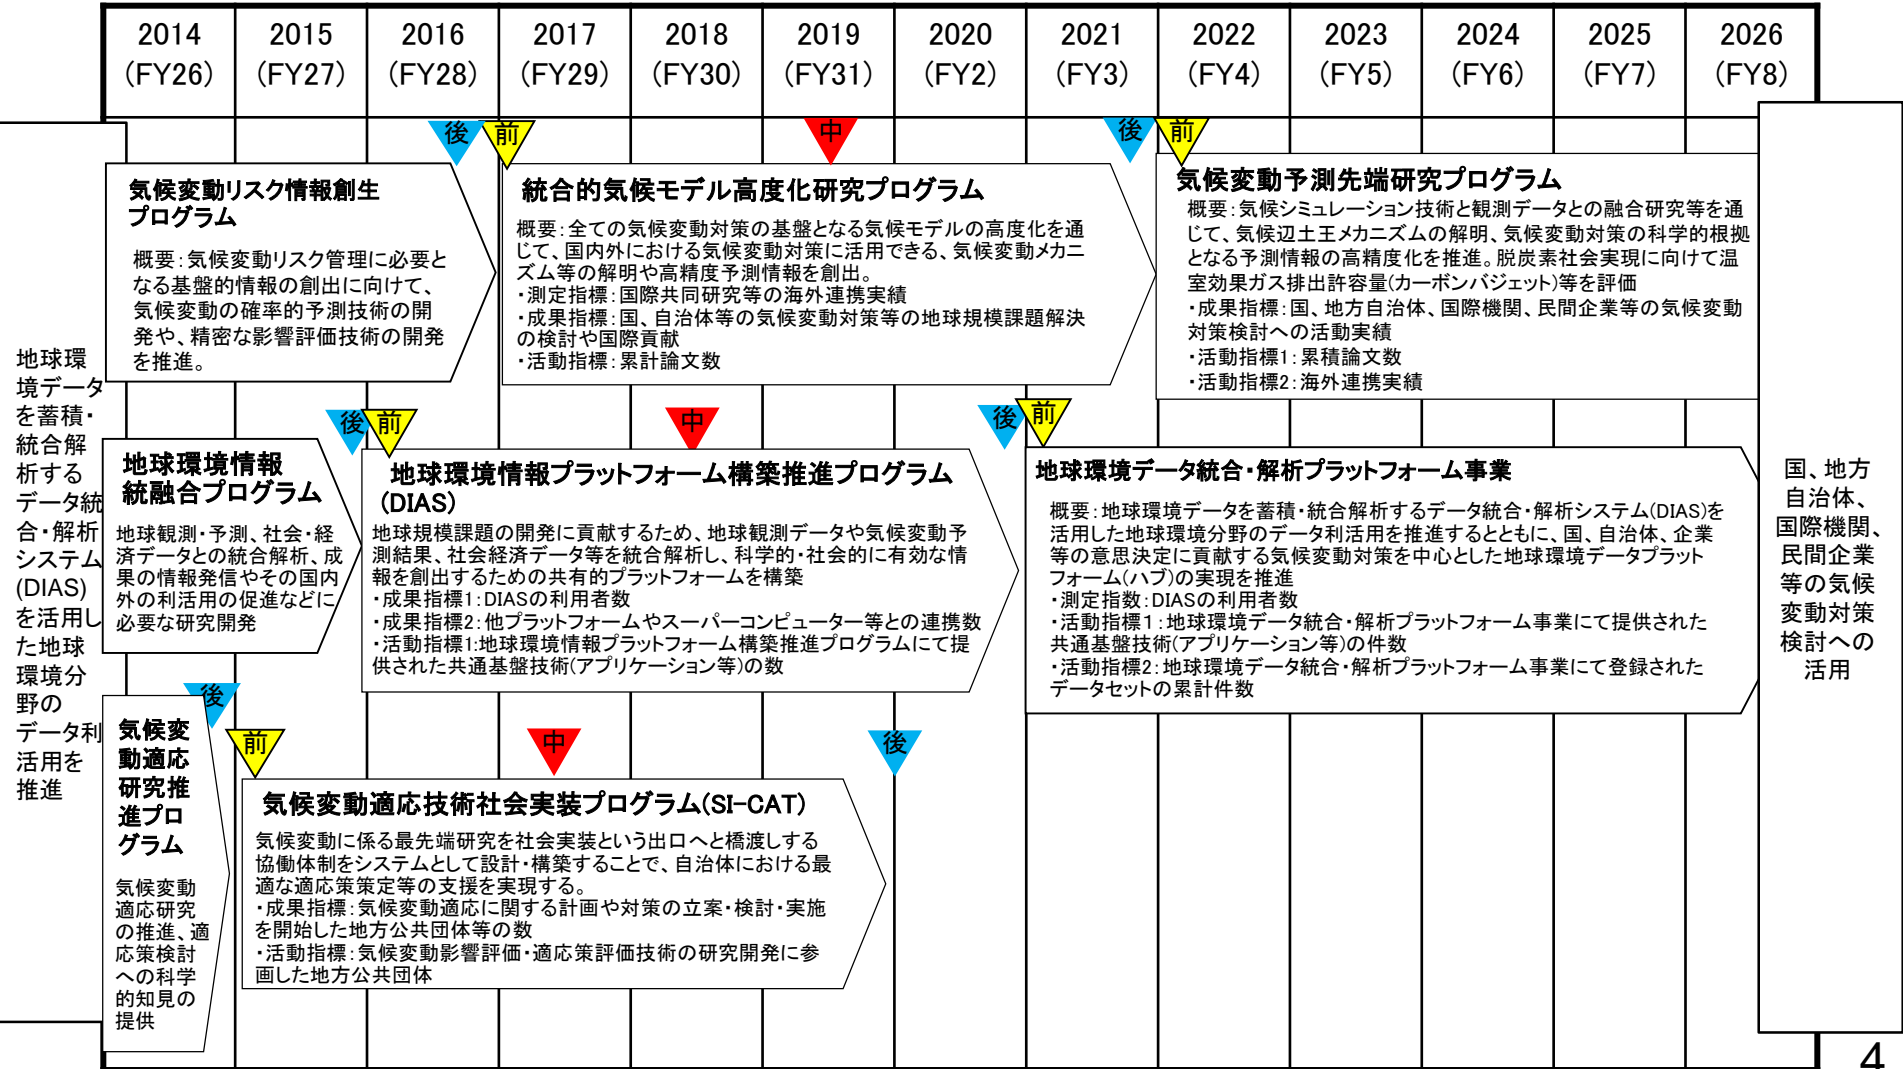 2014 2015 2016 2017 2018 2019 2020 2021 2022 2023 2024 2025 2026
(FY26) (FY27) (FY28) (FY29) (FY30) (FY31) (FY2) (FY3) (FY4) (FY5) (FY6) (FY7) (FY8)
地球環
境データ
を蓄積・
統合解
析する
データ統
合・解析
システム
(DIAS)
を活用し
た地球
環境分
野の
データ利
活用を
推進
後 前 中 後 前
気候変動リスク情報創生
プログラム
概要：気候変動リスク管理に必要と
なる基盤的情報の創出に向けて、
気候変動の確率的予測技術の開
発や、精密な影響評価技術の開発
を推進。
統合的気候モデル高度化研究プログラム
概要：全ての気候変動対策の基盤となる気候モデルの高度化を通
じて、国内外における気候変動対策に活用できる、気候変動メカニ
ズム等の解明や高精度予測情報を創出。
・測定指標：国際共同研究等の海外連携実績
・成果指標：国、自治体等の気候変動対策等の地球規模課題解決
の検討や国際貢献
・活動指標：累計論文数
気候変動予測先端研究プログラム
概要：気候シミュレーション技術と観測データとの融合研究等を通
じて、気候辺土王メカニズムの解明、気候変動対策の科学的根拠
となる予測情報の高精度化を推進。脱炭素社会実現に向けて温
室効果ガス排出許容量(カーボンバジェット)等を評価
・成果指標：国、地方自治体、国際機関、民間企業等の気候変動
対策検討への活動実績
・活動指標1：累積論文数
・活動指標2：海外連携実績
後 前 中 後 前
地球環境情報
統融合プログラム
地球観測・予測、社会・経
済データとの統合解析、成
果の情報発信やその国内
外の利活用の促進などに
必要な研究開発
地球環境情報プラットフォーム構築推進プログラム
(DIAS)
地球規模課題の開発に貢献するため、地球観測データや気候変動予
測結果、社会経済データ等を統合解析し、科学的・社会的に有効な情
報を創出するための共有的プラットフォームを構築
・成果指標1：DIASの利用者数
・成果指標2：他プラットフォームやスーパーコンピューター等との連携数
・活動指標1:地球環境情報プラットフォーム構築推進プログラムにて提
供された共通基盤技術(アプリケーション等)の数
地球環境データ統合・解析プラットフォーム事業
概要：地球環境データを蓄積・統合解析するデータ統合・解析システム(DIAS)を
活用した地球環境分野のデータ利活用を推進するとともに、国、自治体、企業
等の意思決定に貢献する気候変動対策を中心とした地球環境データプラット
フォーム(ハブ)の実現を推進
・測定指数：DIASの利用者数
・活動指標1：地球環境データ統合・解析プラットフォーム事業にて提供された
共通基盤技術(アプリケーション等)の件数
・活動指標2：地球環境データ統合・解析プラットフォーム事業にて登録された
データセットの累計件数
後 前 中 後
気候変
動適応
研究推
進プロ
グラム
気候変動
適応研究
の推進、適
応策検討
への科学
的知見の
提供
気候変動適応技術社会実装プログラム(SI-CAT)
気候変動に係る最先端研究を社会実装という出口へと橋渡しする
協働体制をシステムとして設計・構築することで、自治体における最
適な適応策策定等の支援を実現する。
・成果指標：気候変動適応に関する計画や対策の立案・検討・実施
を開始した地方公共団体等の数
・活動指標：気候変動影響評価・適応策評価技術の研究開発に参
画した地方公共団体
国、地方
自治体、
国際機関、
民間企業
等の気候
変動対策
検討への
活用
4